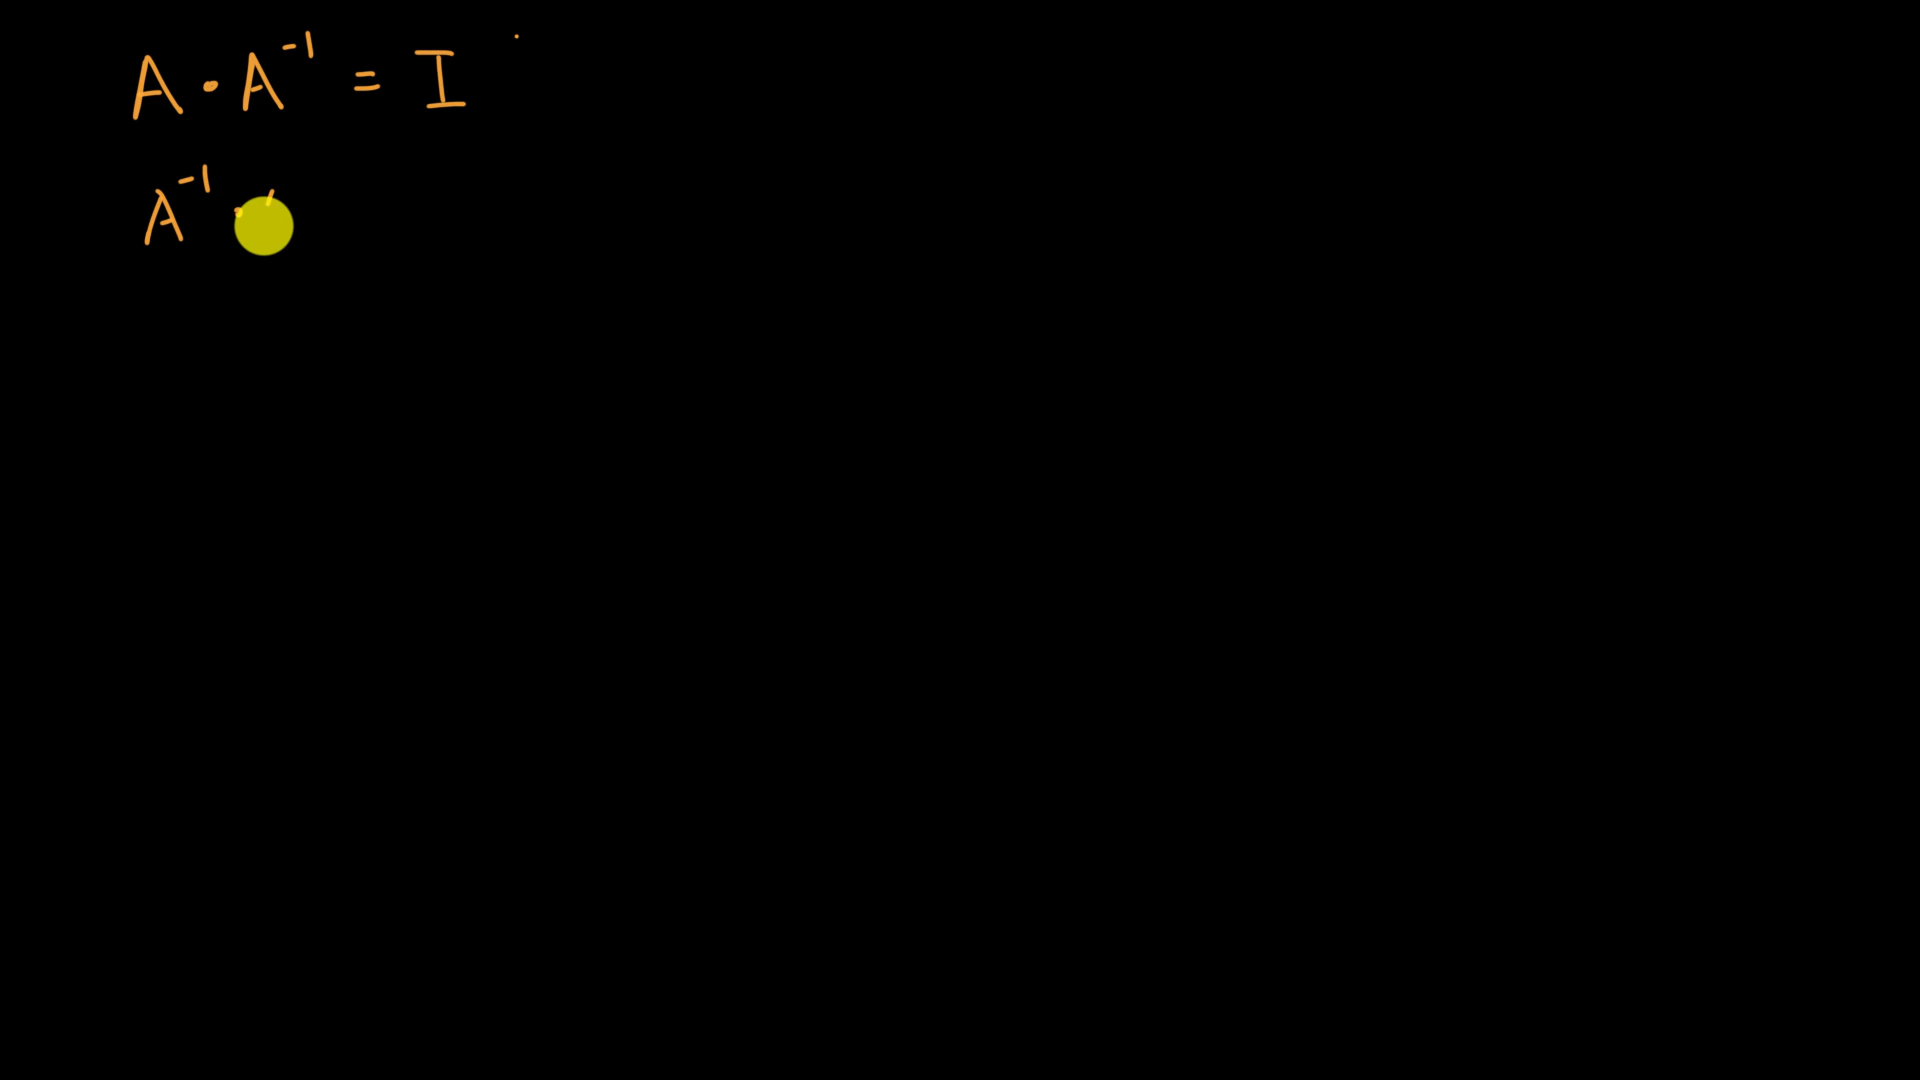 A · A⁻¹ = I
A⁻¹ ·